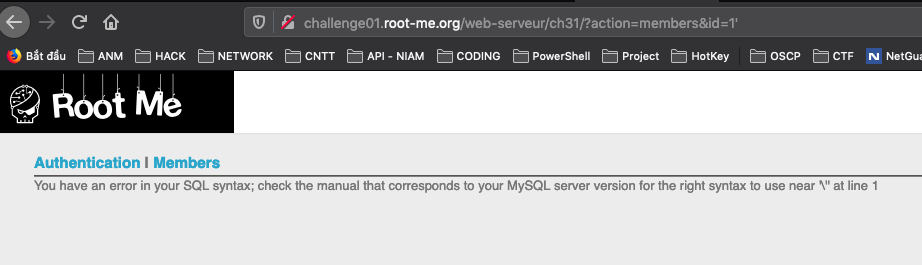 challenge01.root-me.org/web-serveur/ch31/?action=members&id=1'
Bắt đầu ANM HACK NETWORK CNTT API - NIAM CODING PowerShell Project HotKey OSCP CTF N NetGua
Root Me
Authentication | Members
You have an error in your SQL syntax; check the manual that corresponds to your MySQL server version for the right syntax to use near '\'' at line 1